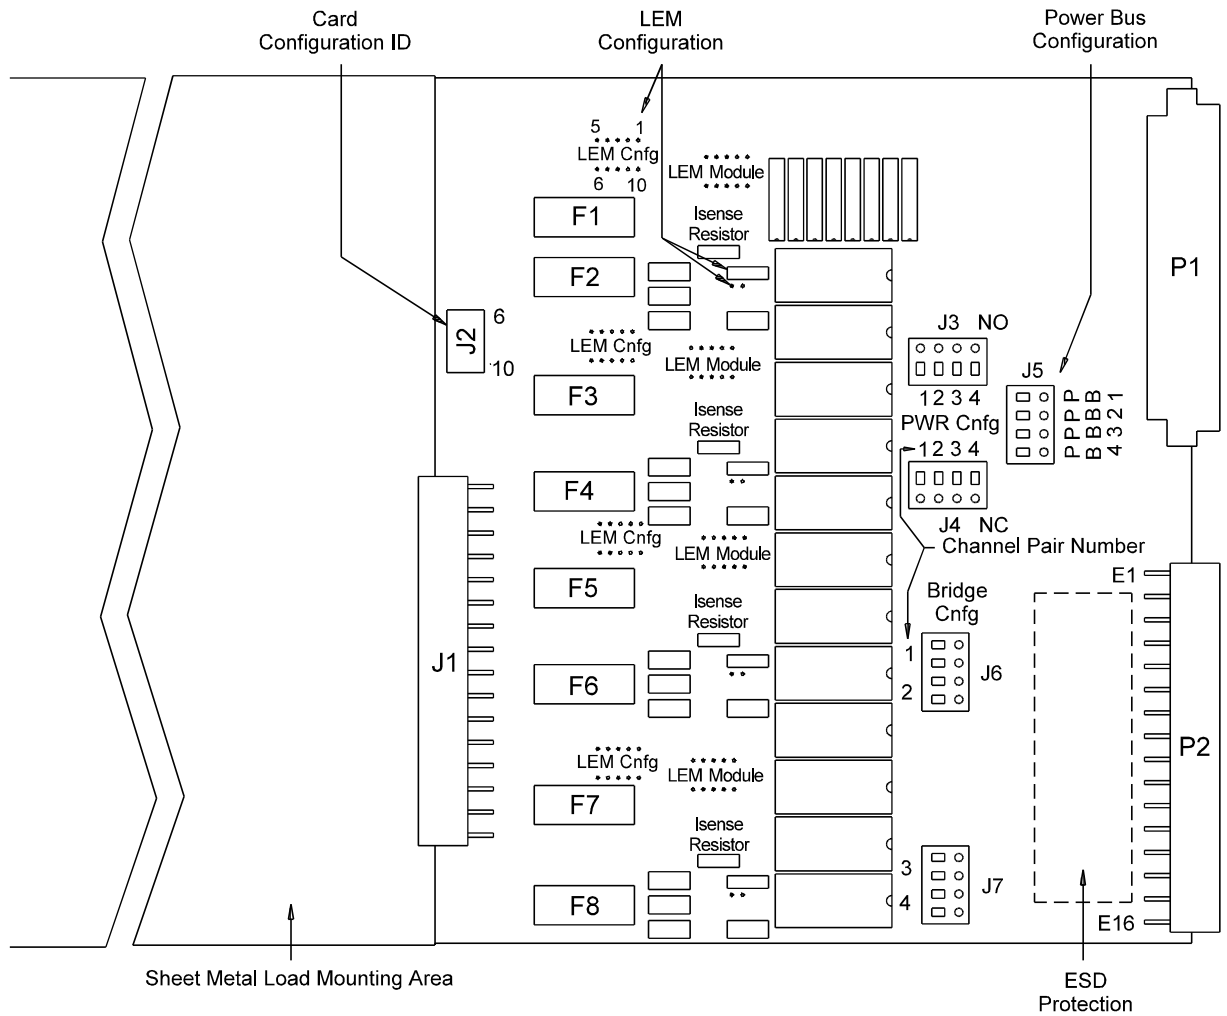 Card
Configuration ID
LEM
Configuration
Power Bus
Configuration
5 1
LEM Cnfg
6 10
LEM Module
F1
Isense
Resistor
F2
P1
J2
6
10
LEM Cnfg
LEM Module
J3 NO
1 2 3 4
PWR Cnfg
1 2 3 4
J4 NC
J5
PB1
PB2
PB3
PB4
F3
Isense
Resistor
F4
LEM Cnfg
LEM Module
Channel Pair Number
F5
Isense
Resistor
Bridge
Cnfg
1
2
J6
E1
J1
F6
P2
LEM Cnfg
LEM Module
F7
Isense
Resistor
3
4
J7
F8
E16
Sheet Metal Load Mounting Area
ESD
Protection